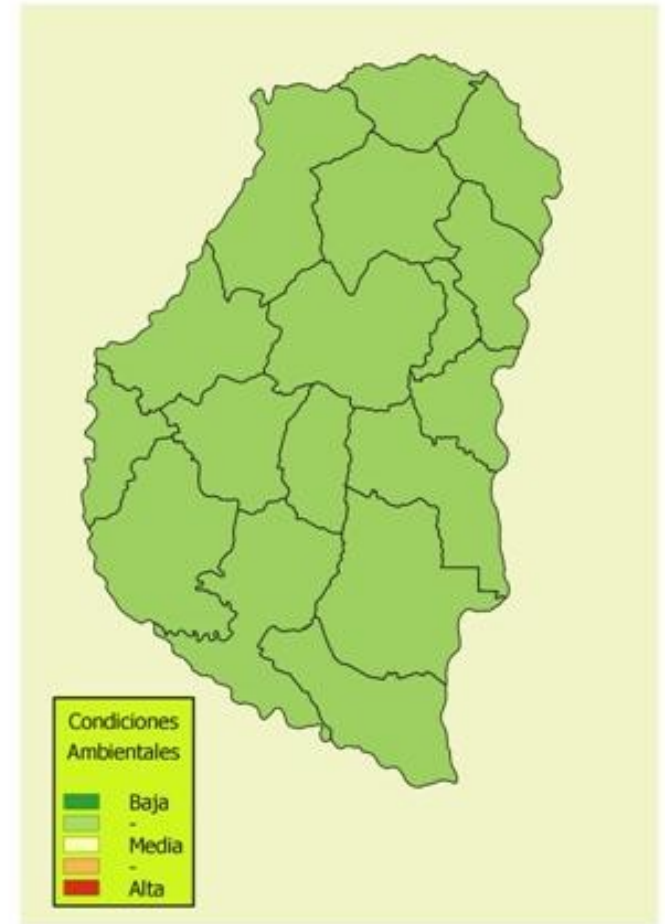 Condiciones
Ambientales
Baja
-
Media
-
Alta